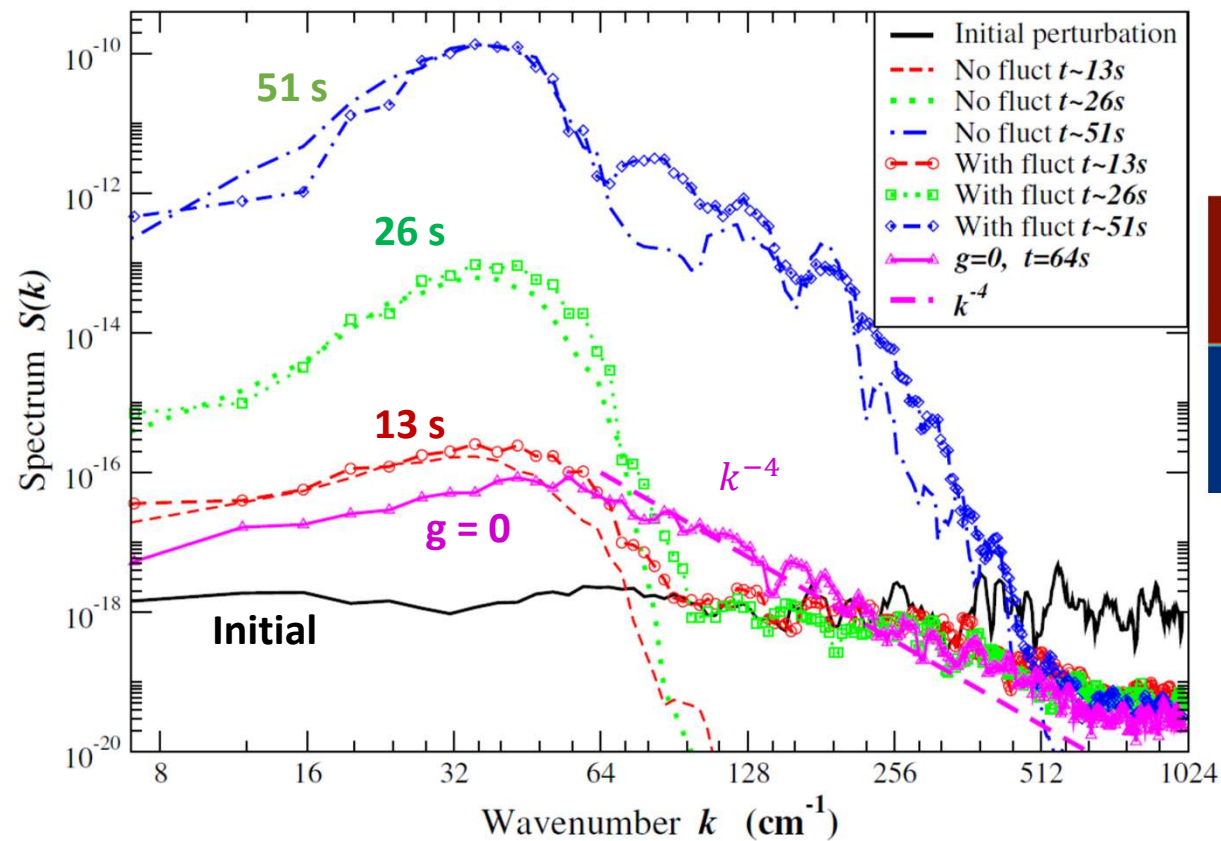 Initial perturbation
No fluct t~13s
No fluct t~26s
No fluct t~51s
With fluct t~13s
With fluct t~26s
With fluct t~51s
g=0, t=64s
k⁻⁴
51 s
26 s
13 s
k⁻⁴
g = 0
Initial
Spectrum S(k)
10⁻¹⁰
10⁻¹²
10⁻¹⁴
10⁻¹⁶
10⁻¹⁸
10⁻²⁰
8 16 32 64 128 256 512 1024
Wavenumber k (cm⁻¹)